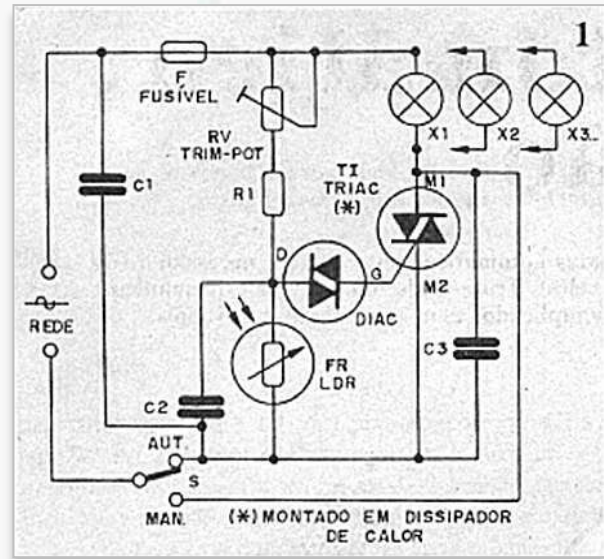 1
F
FUSÍVEL
RV
TRIM-POT
X1
X2
X3
C1
R1
TI
TRIAC
(*)
M1
D
G
M2
REDE
DIAC
C3
FR
LDR
C2
AUT.
S
MAN.
(*) MONTADO EM DISSIPADOR
DE CALOR